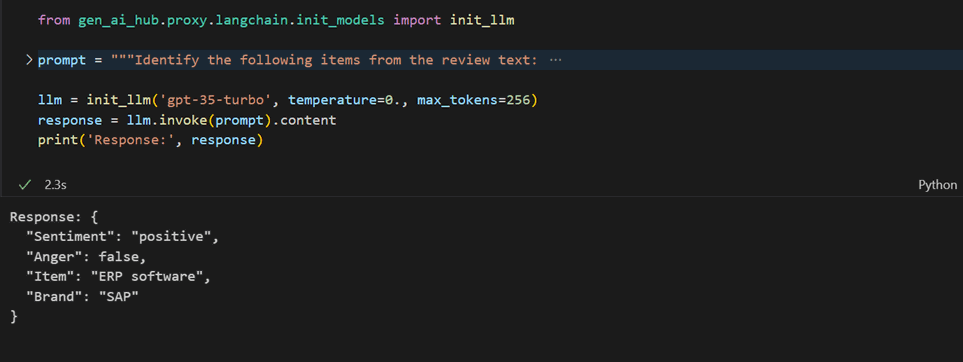 from gen_ai_hub.proxy.langchain.init_models import init_llm
prompt = """Identify the following items from the review text: ···
llm = init_llm('gpt-35-turbo', temperature=0., max_tokens=256)
response = llm.invoke(prompt).content
print('Response:', response)
2.3s
Python
Response: {
  "Sentiment": "positive",
  "Anger": false,
  "Item": "ERP software",
  "Brand": "SAP"
}